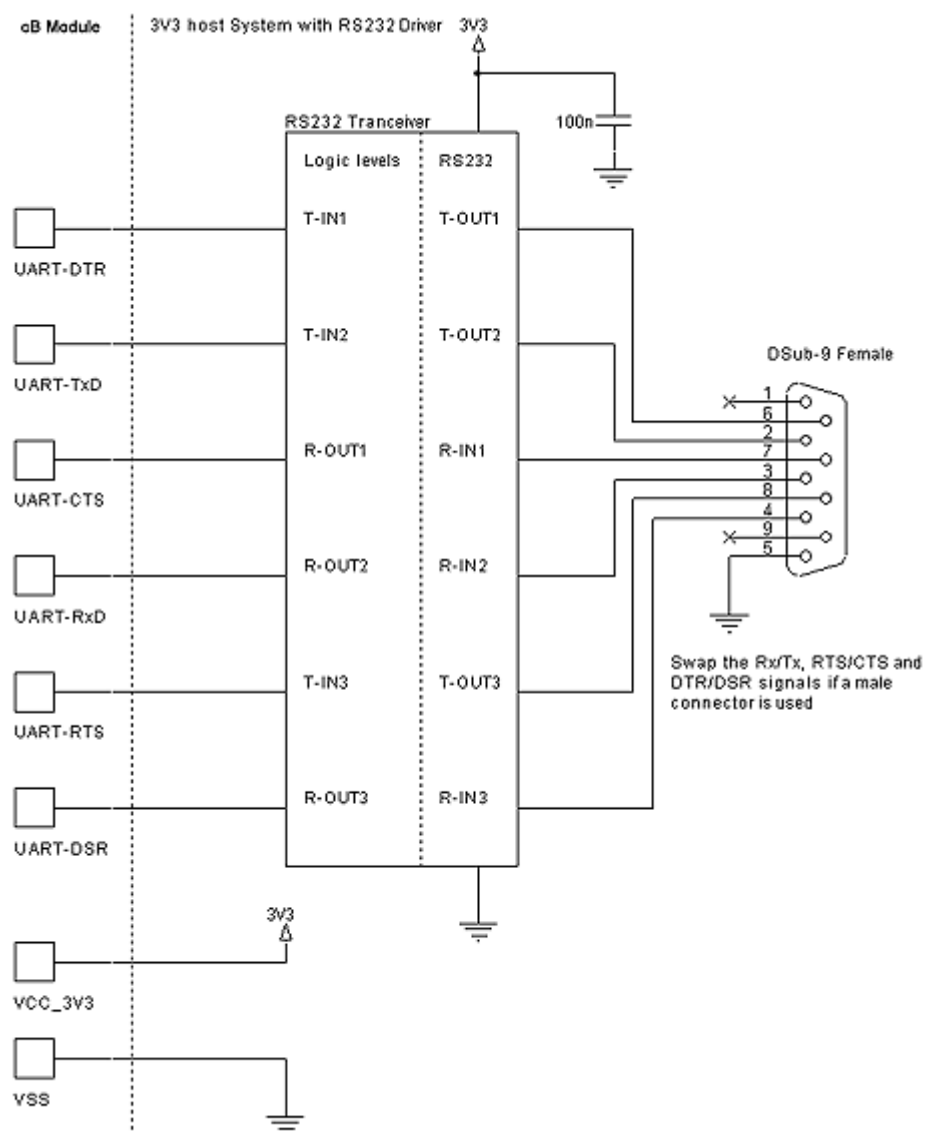 cB Module
3V3 host System with RS232 Driver
3V3
100n
RS232 Tranceiver
Logic levels
RS232
T-IN1
T-OUT1
UART-DTR
T-IN2
T-OUT2
UART-TxD
DSub-9 Female
1
6
2
7
3
8
4
9
5
R-OUT1
R-IN1
UART-CTS
R-OUT2
R-IN2
UART-RxD
Swap the Rx/Tx, RTS/CTS and
DTR/DSR signals if a male
connector is used
T-IN3
T-OUT3
UART-RTS
R-OUT3
R-IN3
UART-DSR
3V3
VCC_3V3
VSS